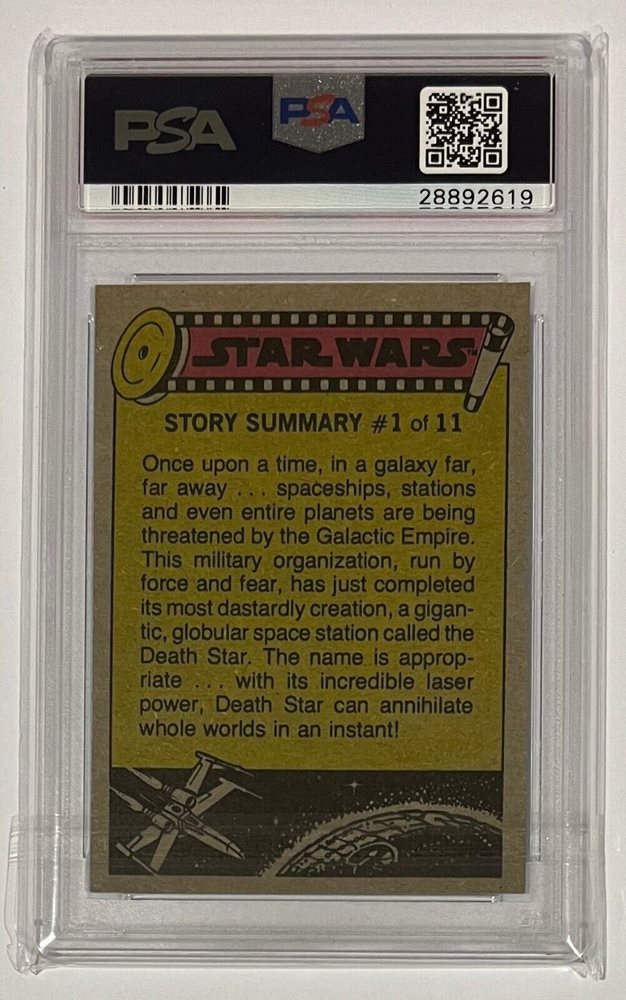 PSA
PSA
28892619
STAR WARS™
STORY SUMMARY #1 of 11
Once upon a time, in a galaxy far,
far away ... spaceships, stations
and even entire planets are being
threatened by the Galactic Empire.
This military organization, run by
force and fear, has just completed
its most dastardly creation, a gigan-
tic, globular space station called the
Death Star. The name is approp-
riate ... with its incredible laser
power, Death Star can annihilate
whole worlds in an instant!